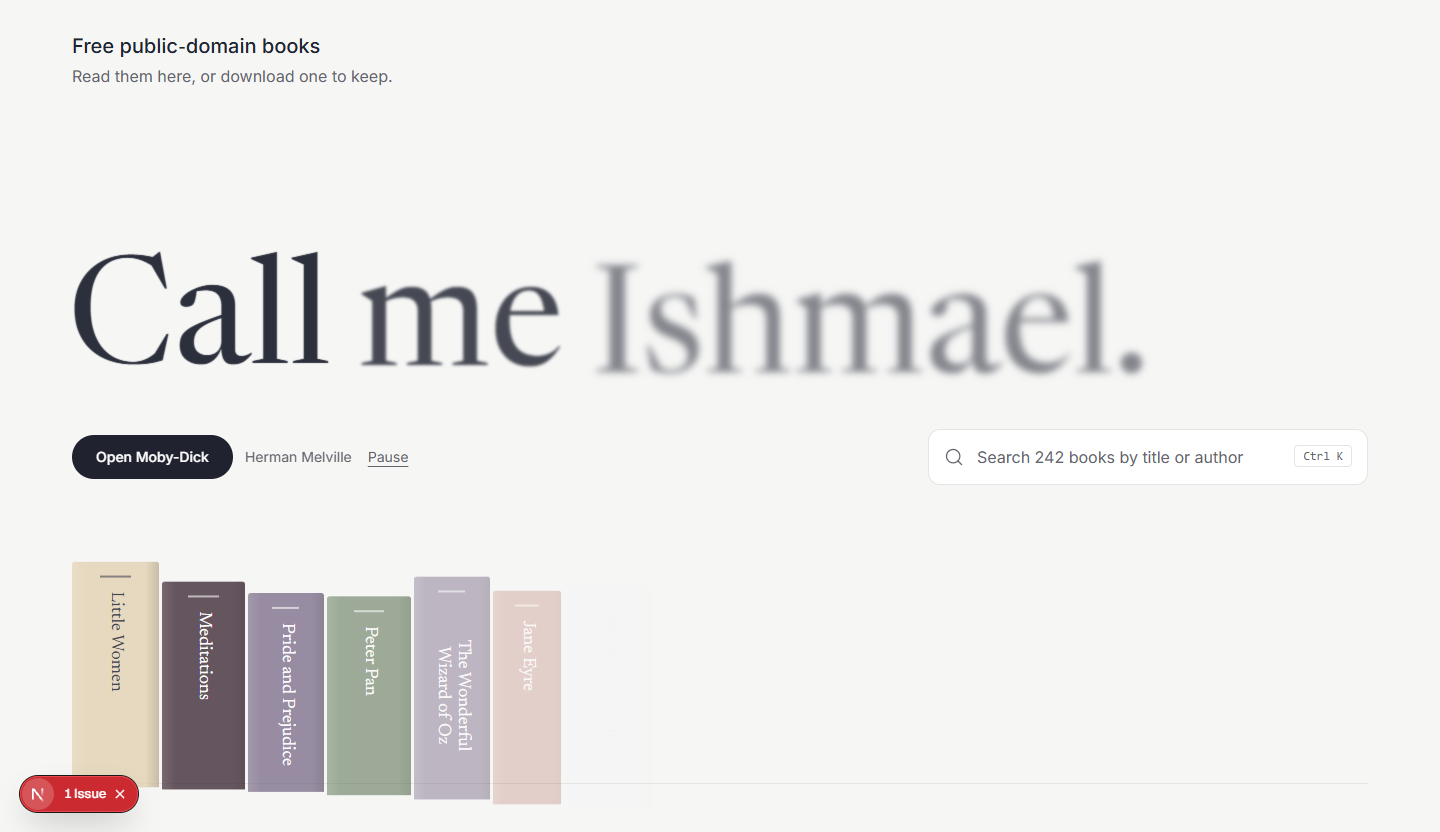 Free public-domain books
Read them here, or download one to keep.
Call me Ishmael.
Open Moby-Dick
Herman Melville
Pause
Search 242 books by title or author
Ctrl K
Little Women
Meditations
Pride and Prejudice
Peter Pan
The Wonderful
Wizard of Oz
Jane Eyre
N
1 Issue